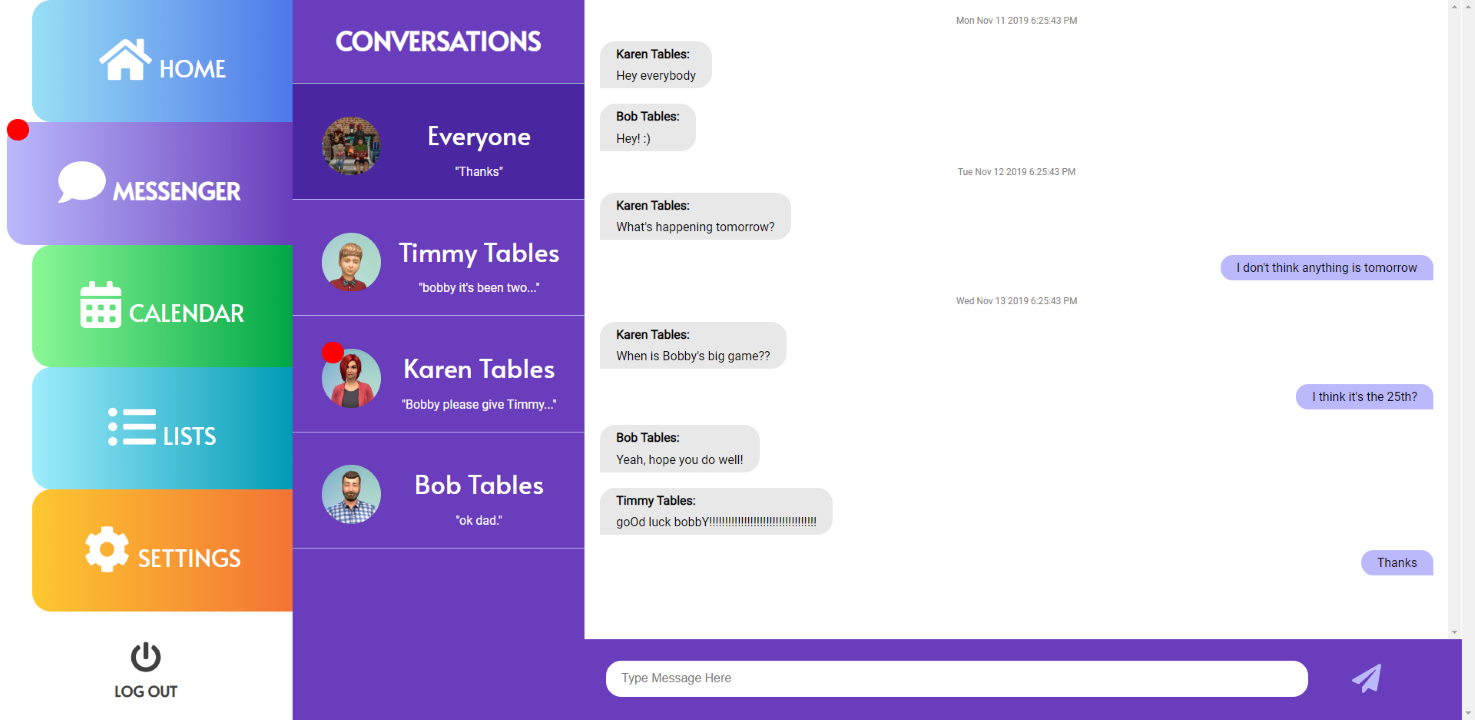 HOME
MESSENGER
CALENDAR
LISTS
SETTINGS
LOG OUT
CONVERSATIONS
Everyone
"Thanks"
Timmy Tables
"bobby it's been two..."
Karen Tables
"Bobby please give Timmy..."
Bob Tables
"ok dad."
Mon Nov 11 2019 6:25:43 PM
Karen Tables:
Hey everybody
Bob Tables:
Hey! :)
Tue Nov 12 2019 6:25:43 PM
Karen Tables:
What's happening tomorrow?
I don't think anything is tomorrow
Wed Nov 13 2019 6:25:43 PM
Karen Tables:
When is Bobby's big game??
I think it's the 25th?
Bob Tables:
Yeah, hope you do well!
Timmy Tables:
goOd luck bobbY!!!!!!!!!!!!!!!!!!!!!!!!!!!!!!!!!!
Thanks
Type Message Here